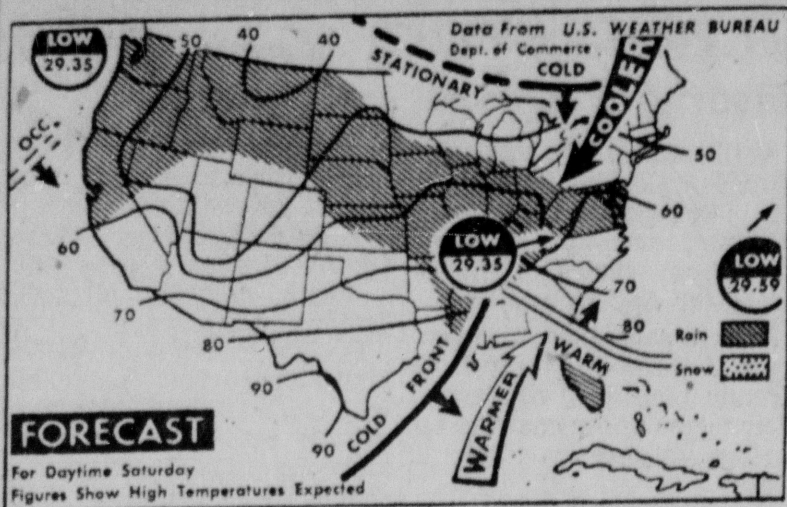 Data From U.S. WEATHER BUREAU
Dept. of Commerce
LOW
29.35
50
40
40
STATIONARY
COLD
COOLER
OCC.
50
60
60
LOW
29.35
LOW
29.59
70
70
80
80
Rain
Snow
WARM
COLD FRONT
WARMER
90
90
FORECAST
For Daytime Saturday
Figures Show High Temperatures Expected